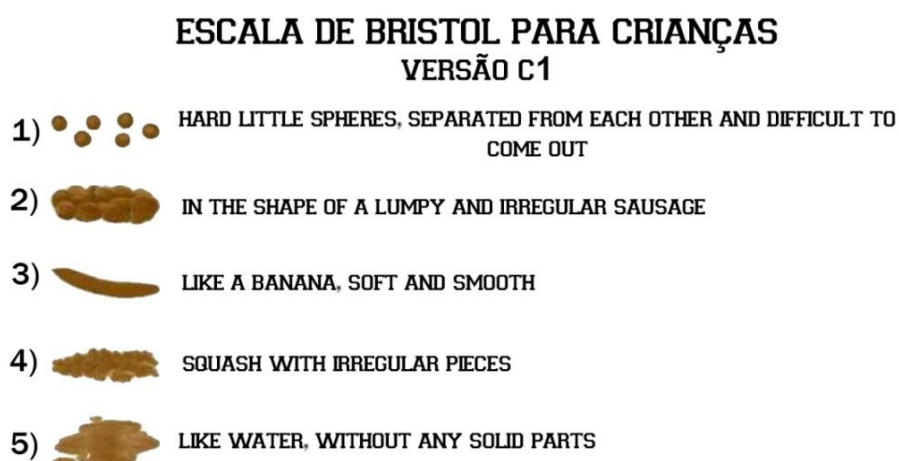 ESCALA DE BRISTOL PARA CRIANÇAS
VERSÃO C1
1) HARD LITTLE SPHERES, SEPARATED FROM EACH OTHER AND DIFFICULT TO
COME OUT
2) IN THE SHAPE OF A LUMPY AND IRREGULAR SAUSAGE
3) LIKE A BANANA, SOFT AND SMOOTH
4) SQUASH WITH IRREGULAR PIECES
5) LIKE WATER, WITHOUT ANY SOLID PARTS